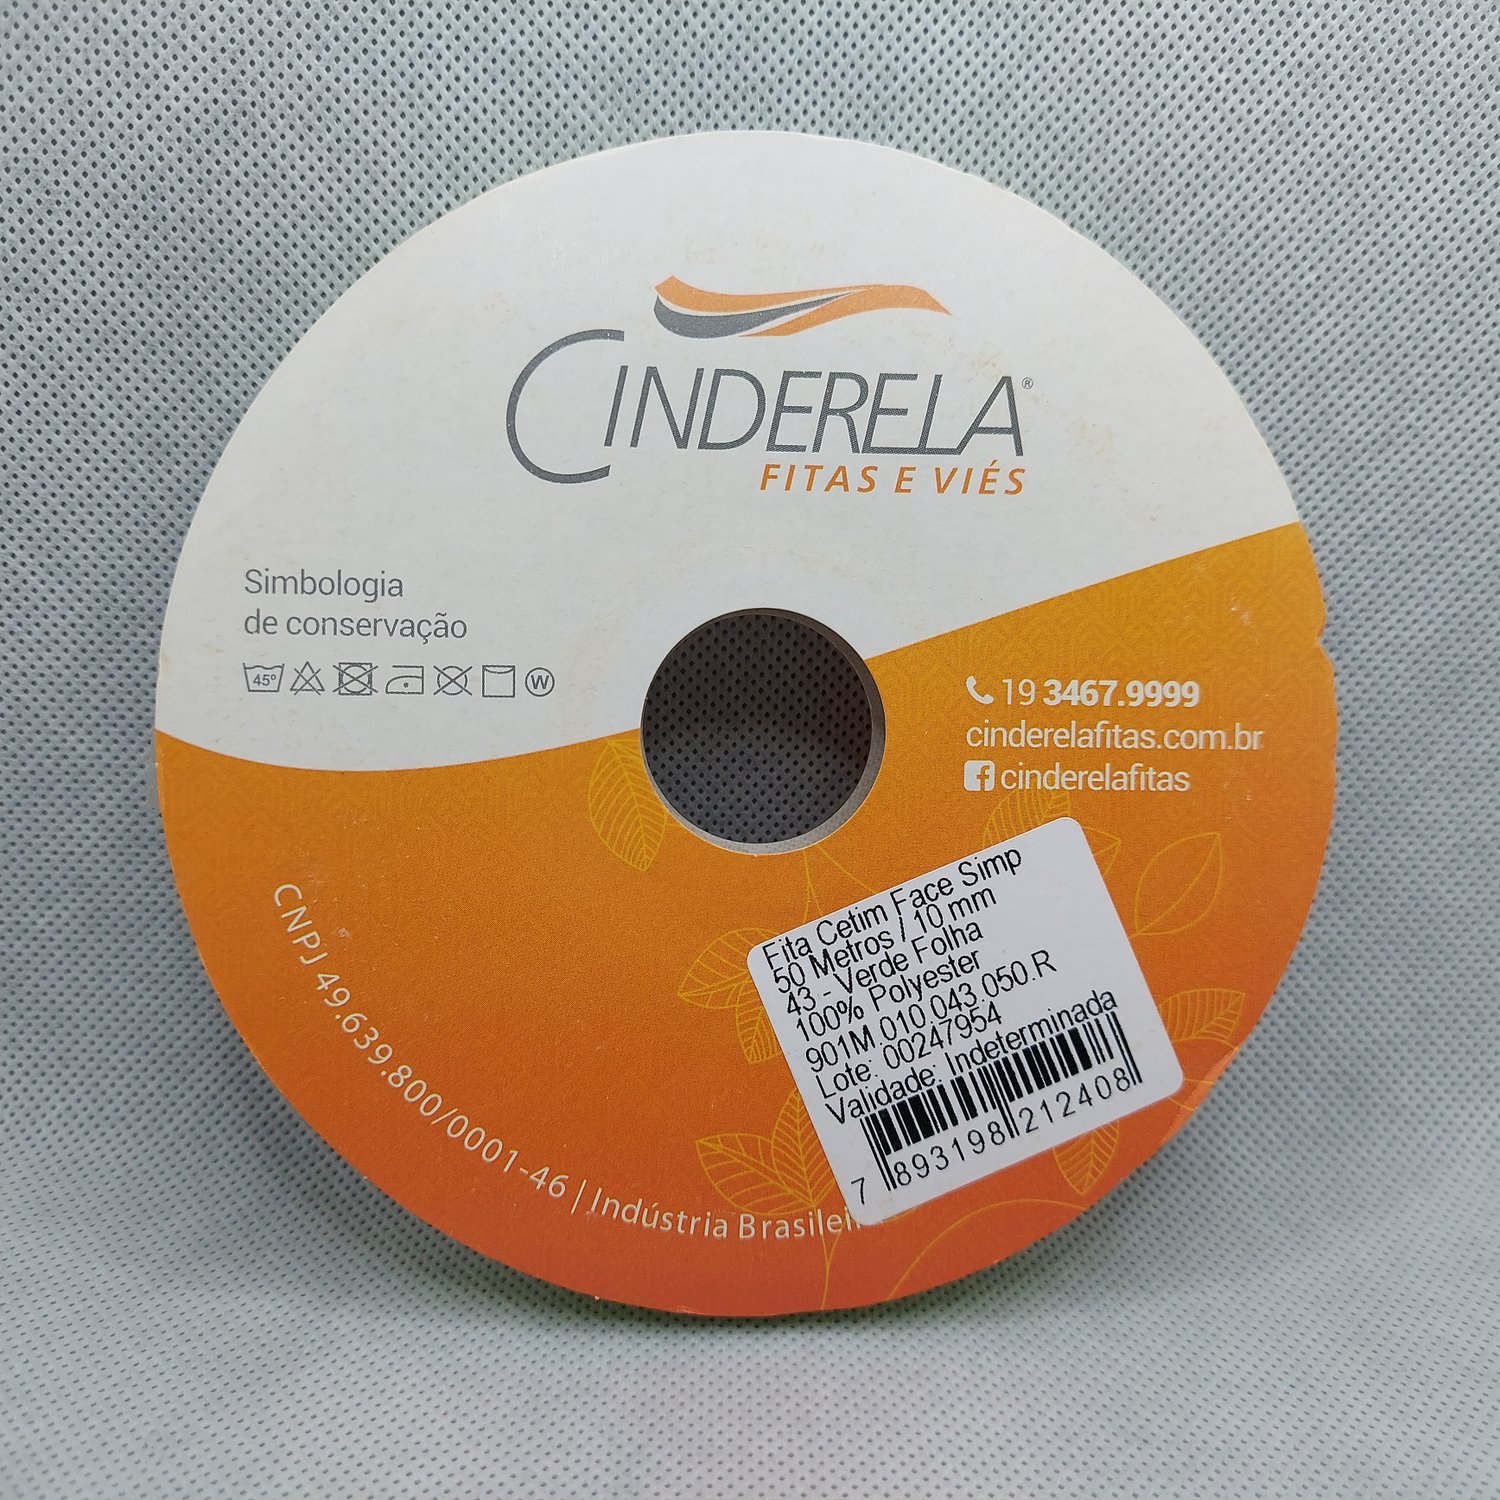 CINDERELA®
FITAS E VIÉS
Simbologia
de conservação
45º
W
19 3467.9999
cinderelafitas.com.br
cinderelafitas
Fita Cetim Face Simp
50 Metros / 10 mm
43 - Verde Folha
100% Polyester
901M.010.043.050.R
Lote: 00247954
Validade: Indeterminada
7 893198 212408
CNPJ 49.639.800/0001-46 | Indústria Brasilei